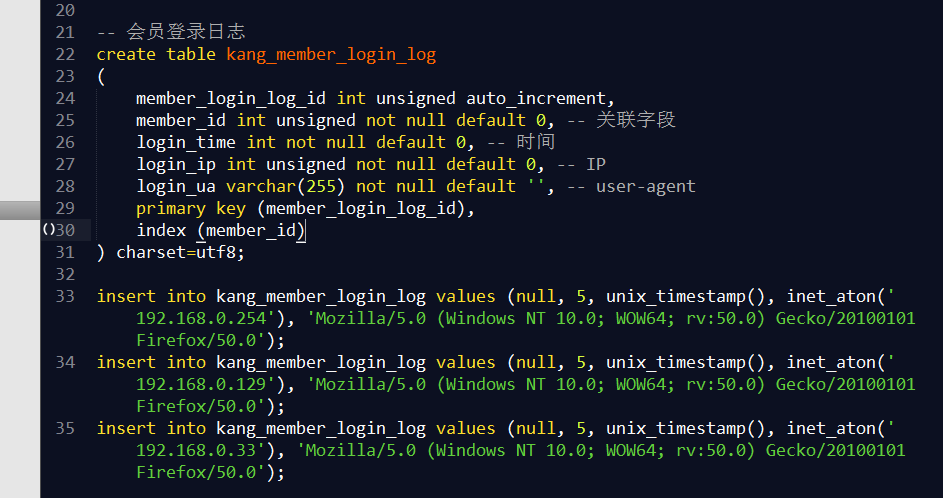 20
21 -- 会员登录日志
22 create table kang_member_login_log
23 (
24 member_login_log_id int unsigned auto_increment,
25 member_id int unsigned not null default 0, -- 关联字段
26 login_time int not null default 0, -- 时间
27 login_ip int unsigned not null default 0, -- IP
28 login_ua varchar(255) not null default '', -- user-agent
29 primary key (member_login_log_id),
()30 index (member_id)
31 ) charset=utf8;
32
33 insert into kang_member_login_log values (null, 5, unix_timestamp(), inet_aton('
192.168.0.254'), 'Mozilla/5.0 (Windows NT 10.0; WOW64; rv:50.0) Gecko/20100101
Firefox/50.0');
34 insert into kang_member_login_log values (null, 5, unix_timestamp(), inet_aton('
192.168.0.129'), 'Mozilla/5.0 (Windows NT 10.0; WOW64; rv:50.0) Gecko/20100101
Firefox/50.0');
35 insert into kang_member_login_log values (null, 5, unix_timestamp(), inet_aton('
192.168.0.33'), 'Mozilla/5.0 (Windows NT 10.0; WOW64; rv:50.0) Gecko/20100101
Firefox/50.0');